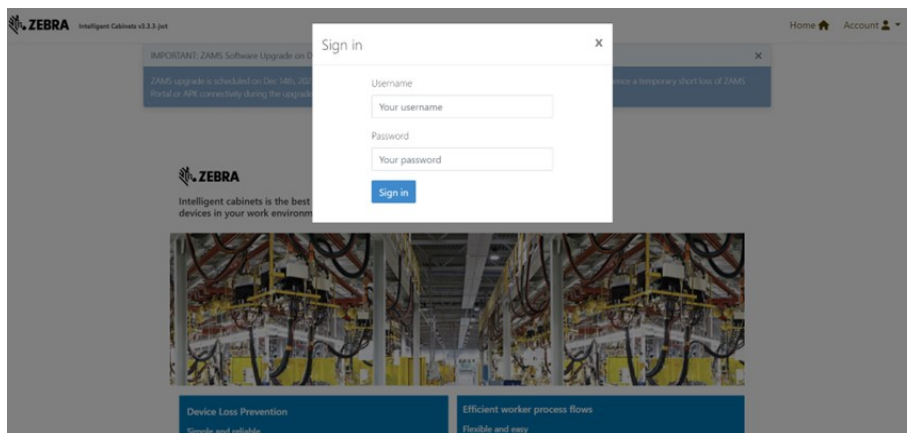 ZEBRA Intelligent Cabinets v3.3.3-jwt
Home Account
Sign in X
IMPORTANT: ZAMS Software Upgrade on D
ZAMS upgrade is scheduled on Dec 14th, 202
ence a temporary short loss of ZAMS
Portal or APK connectivity during the upgrade
Username
Your username
Password
Your password
Sign in
ZEBRA
Intelligent cabinets is the best
devices in your work environm
Device Loss Prevention
Simple and reliable
Efficient worker process flows
Flexible and easy